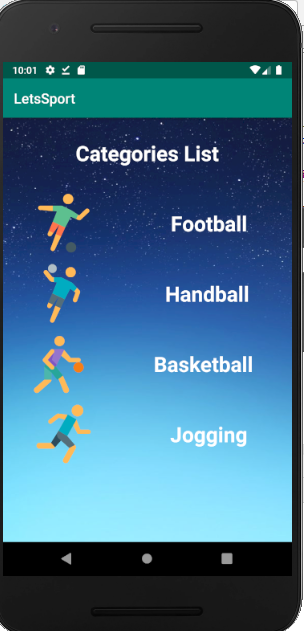 10:01
LetsSport
Categories List
Football
Handball
Basketball
Jogging